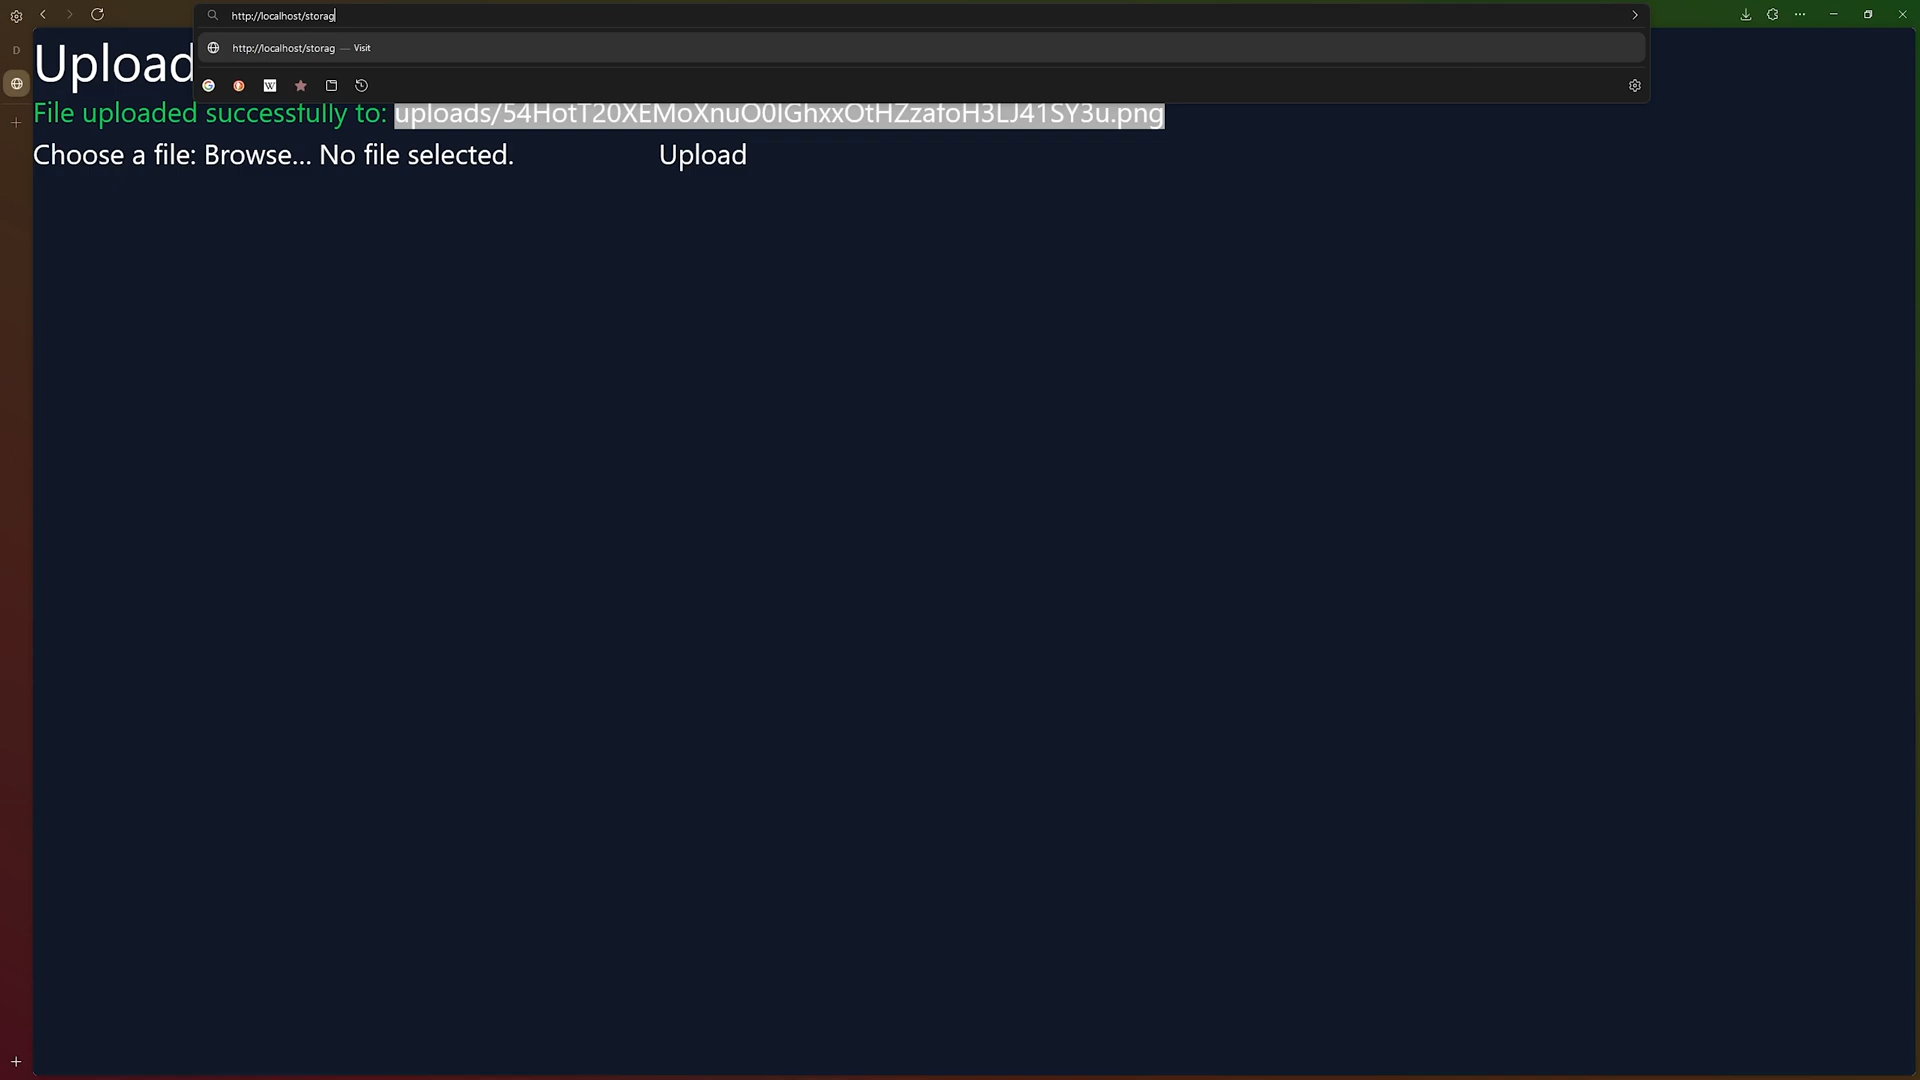 http://localhost/storag
http://localhost/storag — Visit
D
W
Upload
File uploaded successfully to: uploads/54HotT20XEMoXnuO0IGhxxOtHZzafoH3LJ41SY3u.png
Choose a file: Browse... No file selected. Upload